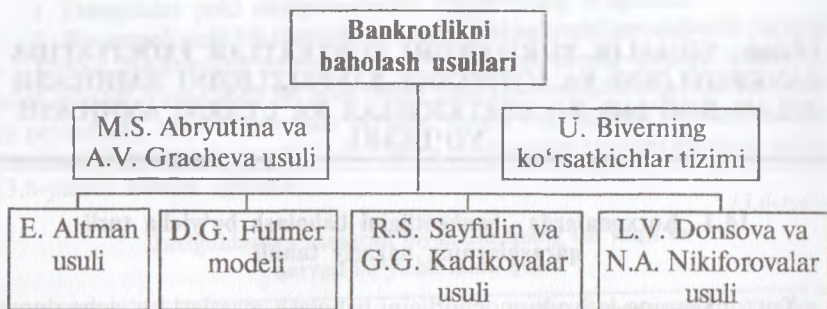 Bankrotlikni
baholash usullari
M.S. Abryutina va
A.V. Gracheva usuli
U. Biverning
ko‘rsatkichlar tizimi
E. Altman
usuli
D.G. Fulmer
modeli
R.S. Sayfulin va
G.G. Kadikovalar
usuli
L.V. Donsova va
N.A. Nikiforovalar
usuli